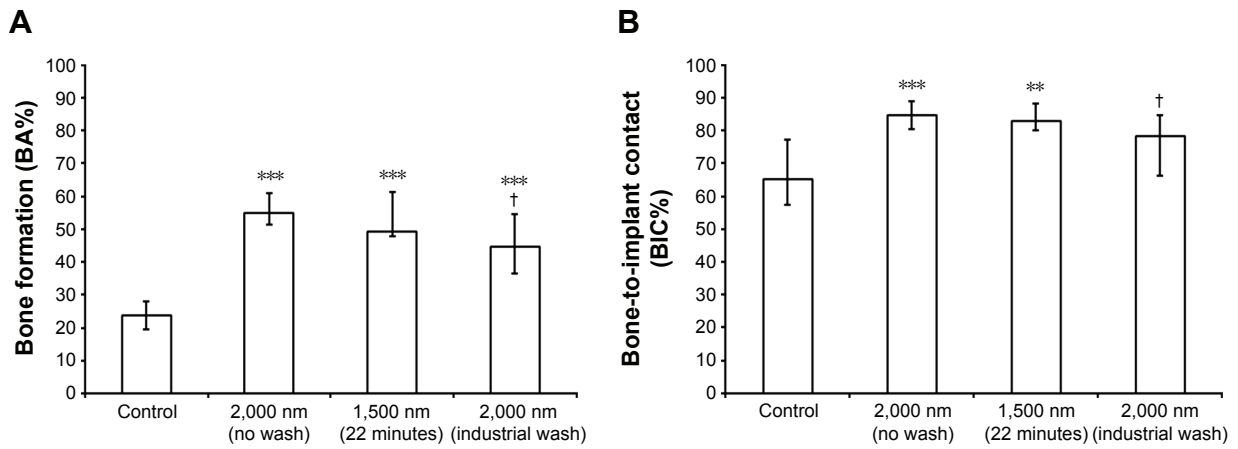 A
Bone formation (BA%)
100
90
80
70
60
50
40
30
20
10
0
***
***
***
†
Control
2,000 nm
(no wash)
1,500 nm
(22 minutes)
2,000 nm
(industrial wash)
B
Bone-to-implant contact
(BIC%)
100
90
80
70
60
50
40
30
20
10
0
***
**
†
Control
2,000 nm
(no wash)
1,500 nm
(22 minutes)
2,000 nm
(industrial wash)